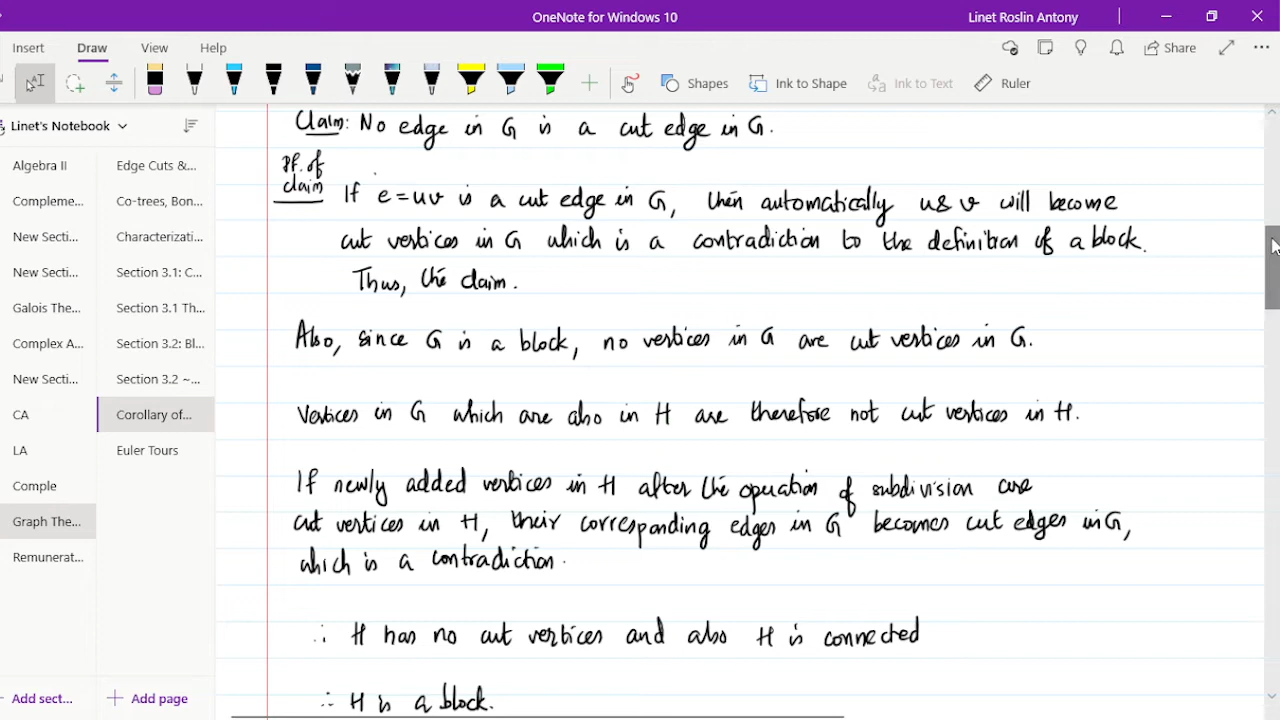 OneNote for Windows 10
Linet Roslin Antony
Insert
Draw
View
Help
Share
Shapes
Ink to Shape
Ink to Text
Ruler
Linet's Notebook
Algebra II
Compleme...
New Secti...
New Secti...
Galois The...
Complex A...
New Secti...
CA
LA
Comple
Graph The...
Remunerat...
Add sect...
Edge Cuts &...
Co-trees, Bon...
Characterizati...
Section 3.1: C...
Section 3.1 Th...
Section 3.2: Bl...
Section 3.2 ~...
Corollary of...
Euler Tours
Add page
Claim: No edge in G is a cut edge in G.
Pf. of
claim
If e = uv is a cut edge in G, then automatically u & v will become
cut vertices in G which is a contradiction to the definition of a block.
Thus, the claim.
Also, since G is a block, no vertices in G are cut vertices in G.
Vertices in G which are also in H are therefore not cut vertices in H.
If newly added vertices in H after the operation of subdivision are
cut vertices in H, their corresponding edges in G becomes cut edges in G,
which is a contradiction.
∴ H has no cut vertices and also H is connected
∴ H is a block.